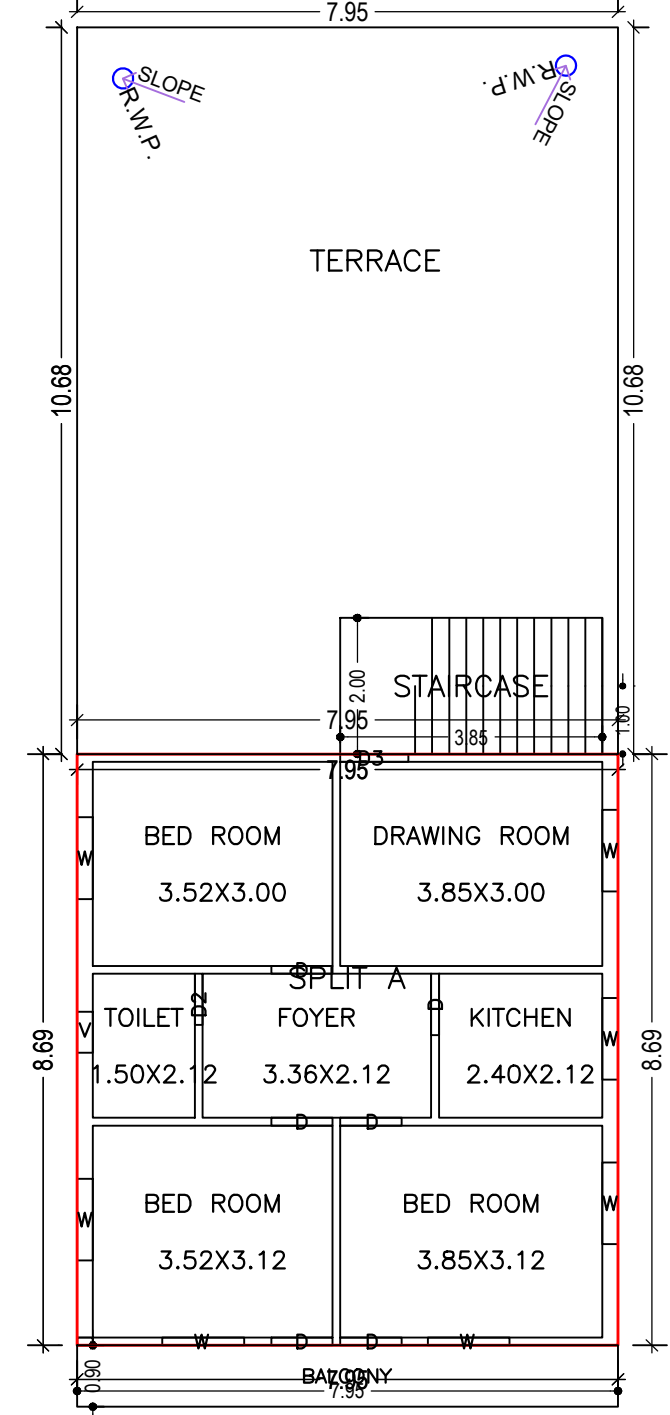 7.95
SLOPE
R.W.P.
R.W.P.
SLOPE
TERRACE
10.68
10.68
2.00
STAIRCASE
7.95
1.00
3.85
D3
7.95
BED ROOM
DRAWING ROOM
W
W
3.52X3.00
3.85X3.00
D
SPLIT A
D2
D
TOILET
FOYER
KITCHEN
V
W
8.69
8.69
1.50X2.12
3.36X2.12
2.40X2.12
D
D
BED ROOM
BED ROOM
W
W
3.52X3.12
3.85X3.12
W
D
D
W
0.90
BALCONY
7.95
7.95